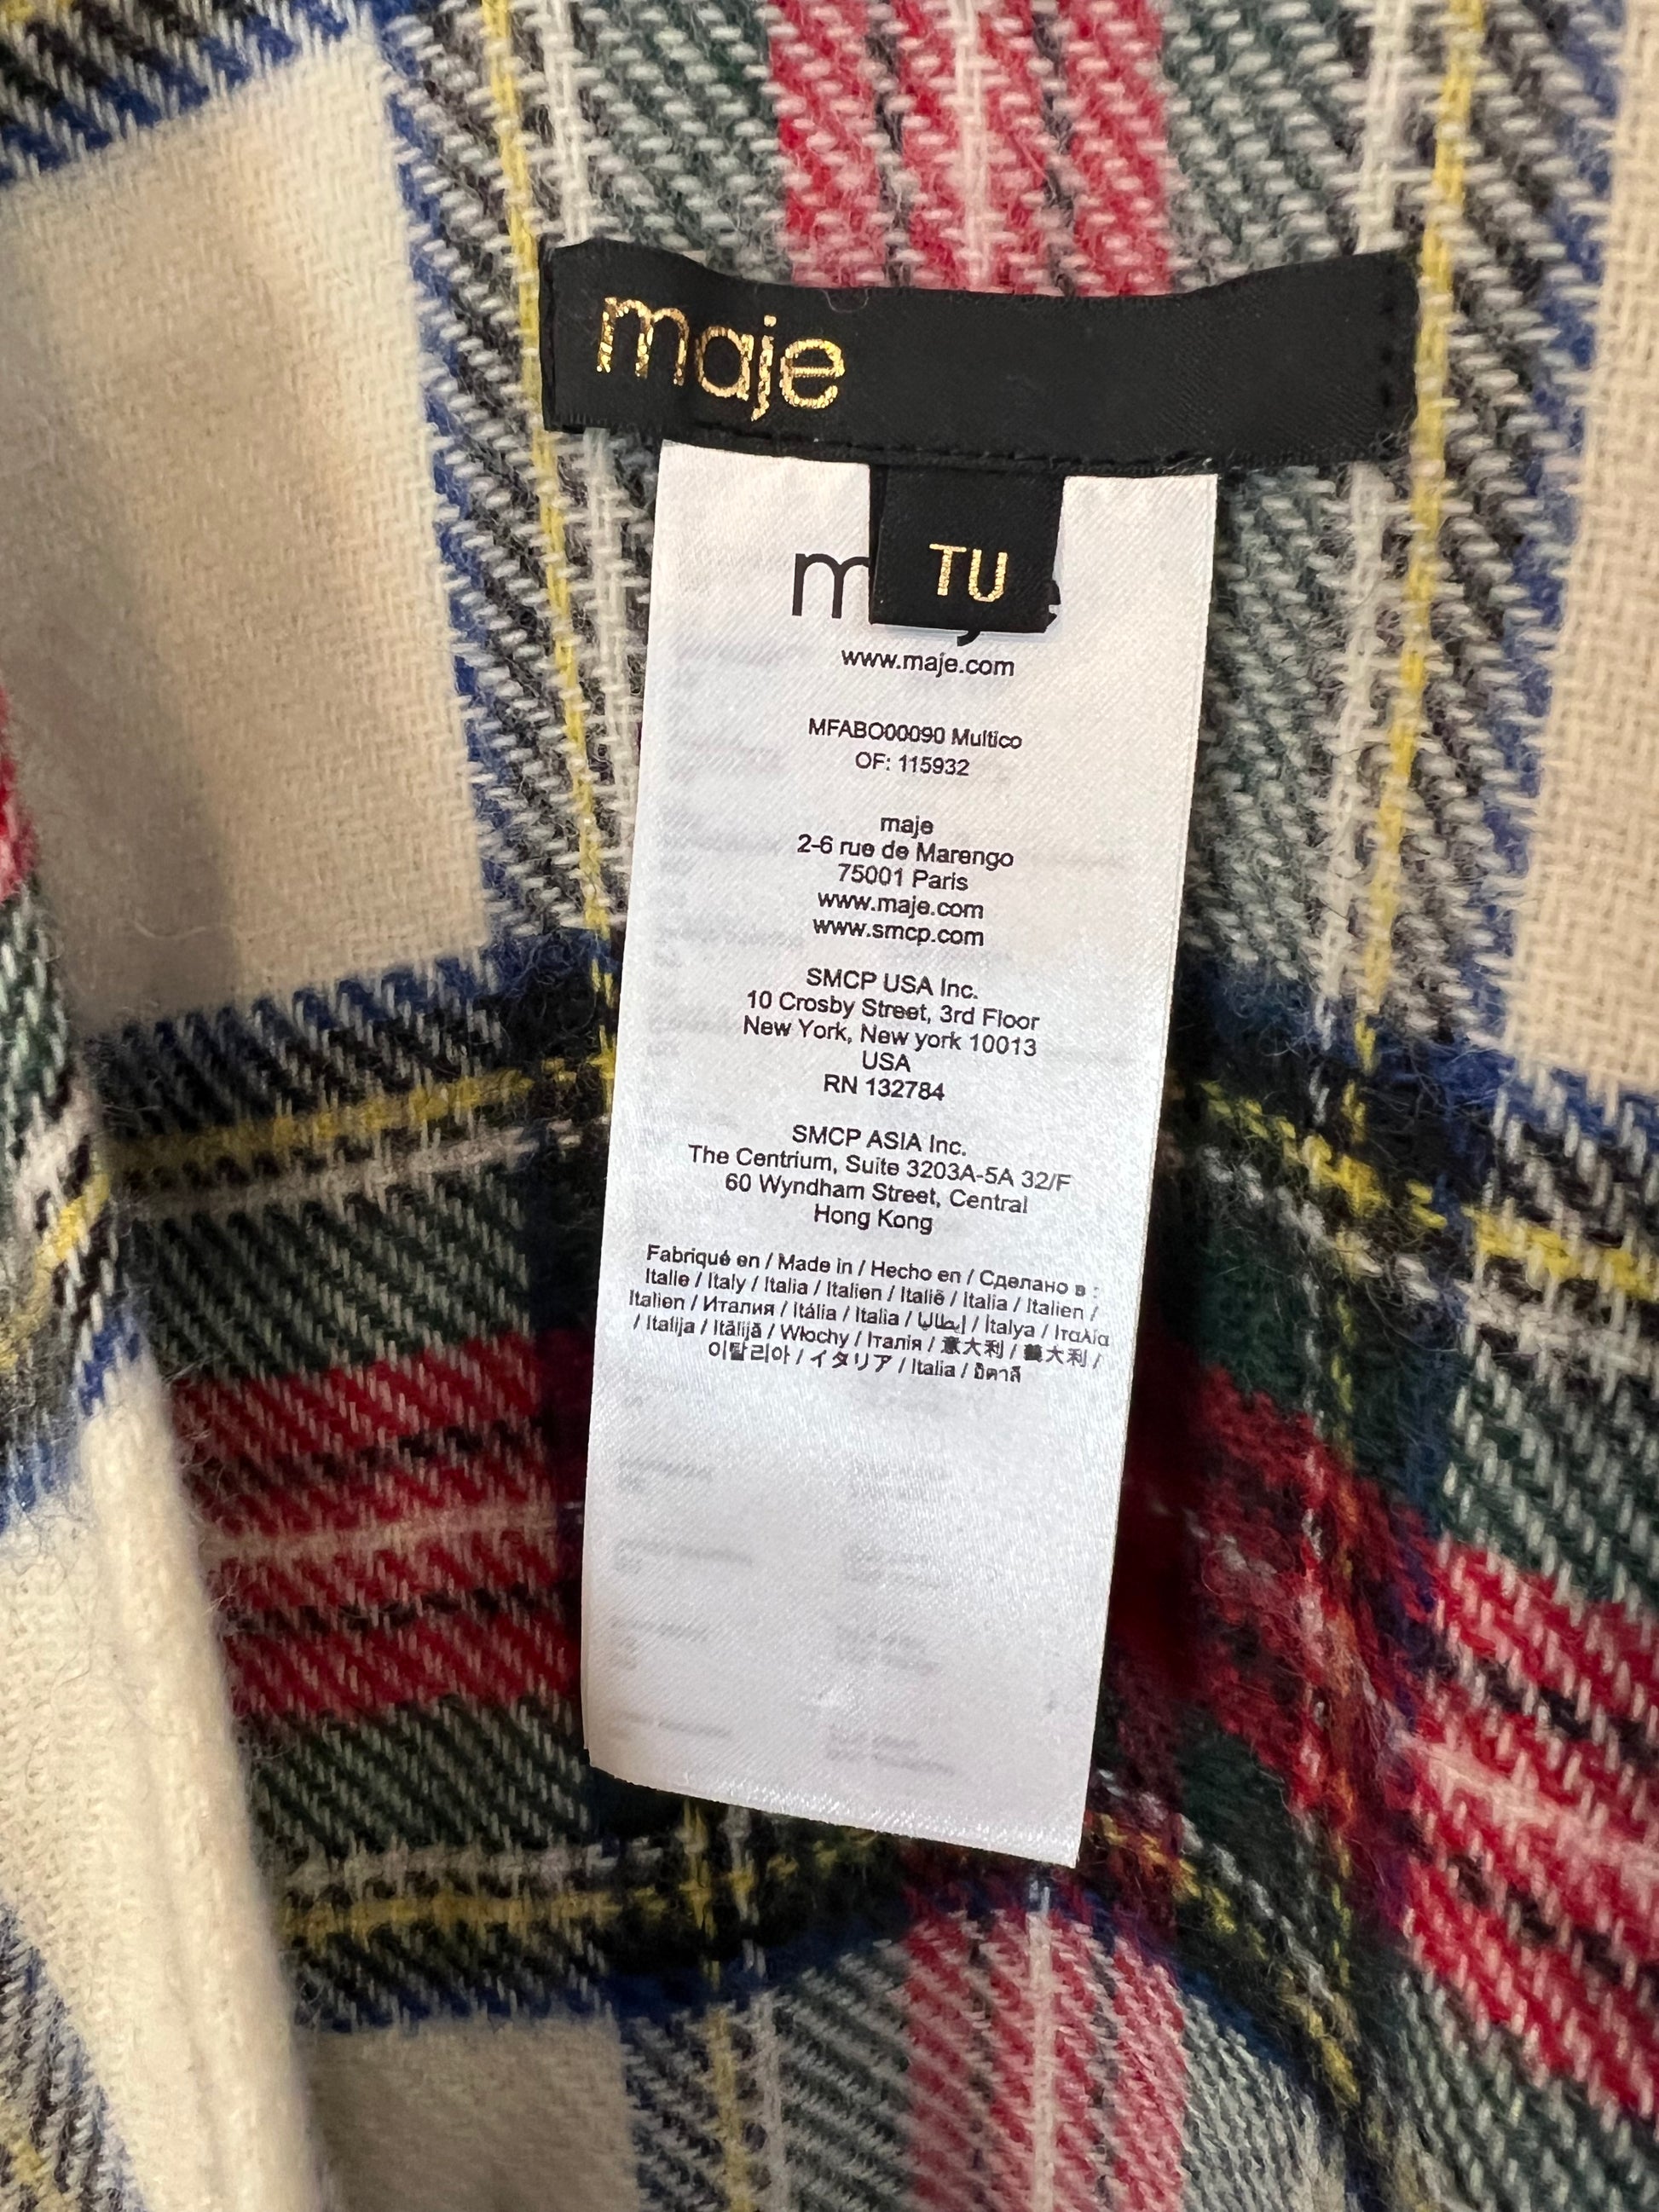 maje
TU
www.maje.com
MFABO00090 Multico
OF: 115932
maje
2-6 rue de Marengo
75001 Paris
www.maje.com
www.smcp.com
SMCP USA Inc.
10 Crosby Street, 3rd Floor
New York, New york 10013
USA
RN 132784
SMCP ASIA Inc.
The Centrium, Suite 3203A-5A 32/F
60 Wyndham Street, Central
Hong Kong
Fabriqué en / Made in / Hecho en / Сделано в :
Italie / Italy / Italia / Italien / Italië / Italia / Italien /
Italien / Италия / Itália / Italia / إيطاليا / Italya / Ιταλία
/ Italija / Itālijā / Włochy / Італія / 意大利 / 義大利 /
이탈리아 / イタリア / Italia / อิตาลี